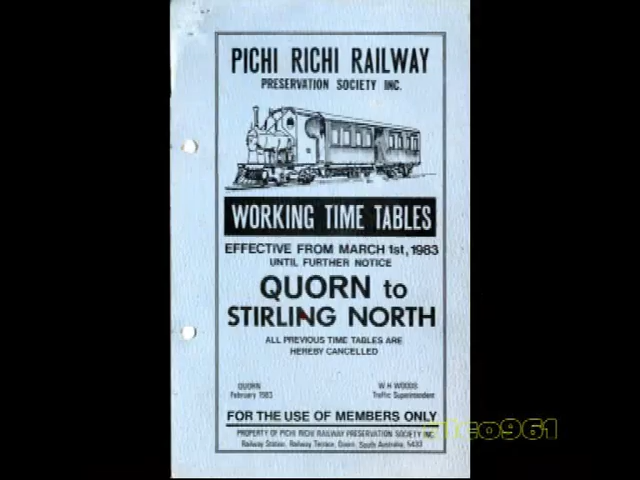 PICHI RICHI RAILWAY
PRESERVATION SOCIETY INC.
WORKING TIME TABLES
EFFECTIVE FROM MARCH 1st, 1983
UNTIL FURTHER NOTICE
QUORN to
STIRLING NORTH
ALL PREVIOUS TIME TABLES ARE
HEREBY CANCELLED
QUORN
February 1983
W H WOODS
Traffic Superintendent
FOR THE USE OF MEMBERS ONLY
PROPERTY OF PICHI RICHI RAILWAY PRESERVATION SOCIETY INC.
Railway Station, Railway Terrace, Quorn, South Australia, 5433